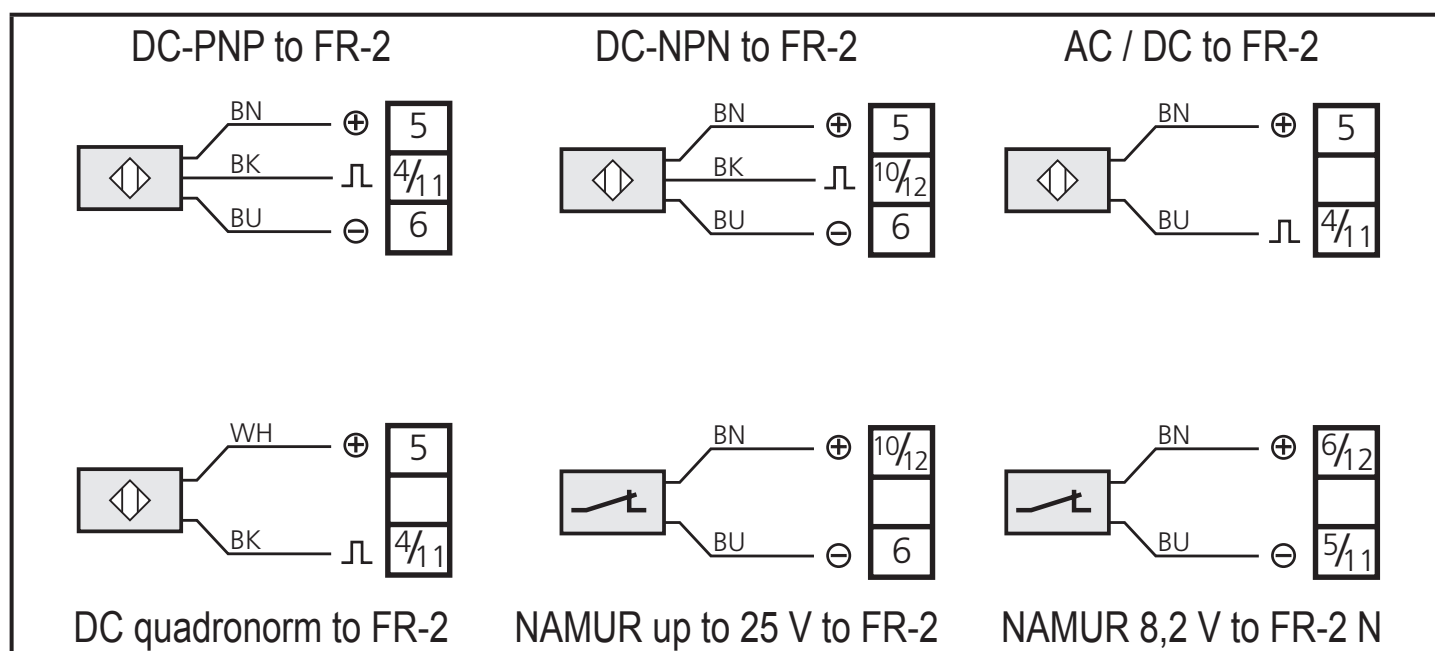 DC-PNP to FR-2
DC-NPN to FR-2
AC / DC to FR-2
BN ⊕ 5
BK 4/11
BU ⊖ 6
BN ⊕ 5
BK 10/12
BU ⊖ 6
BN ⊕ 5
BU 4/11
WH ⊕ 5
BK 4/11
BN ⊕ 10/12
BU ⊖ 6
BN ⊕ 6/12
BU ⊖ 5/11
DC quadronorm to FR-2
NAMUR up to 25 V to FR-2
NAMUR 8,2 V to FR-2 N